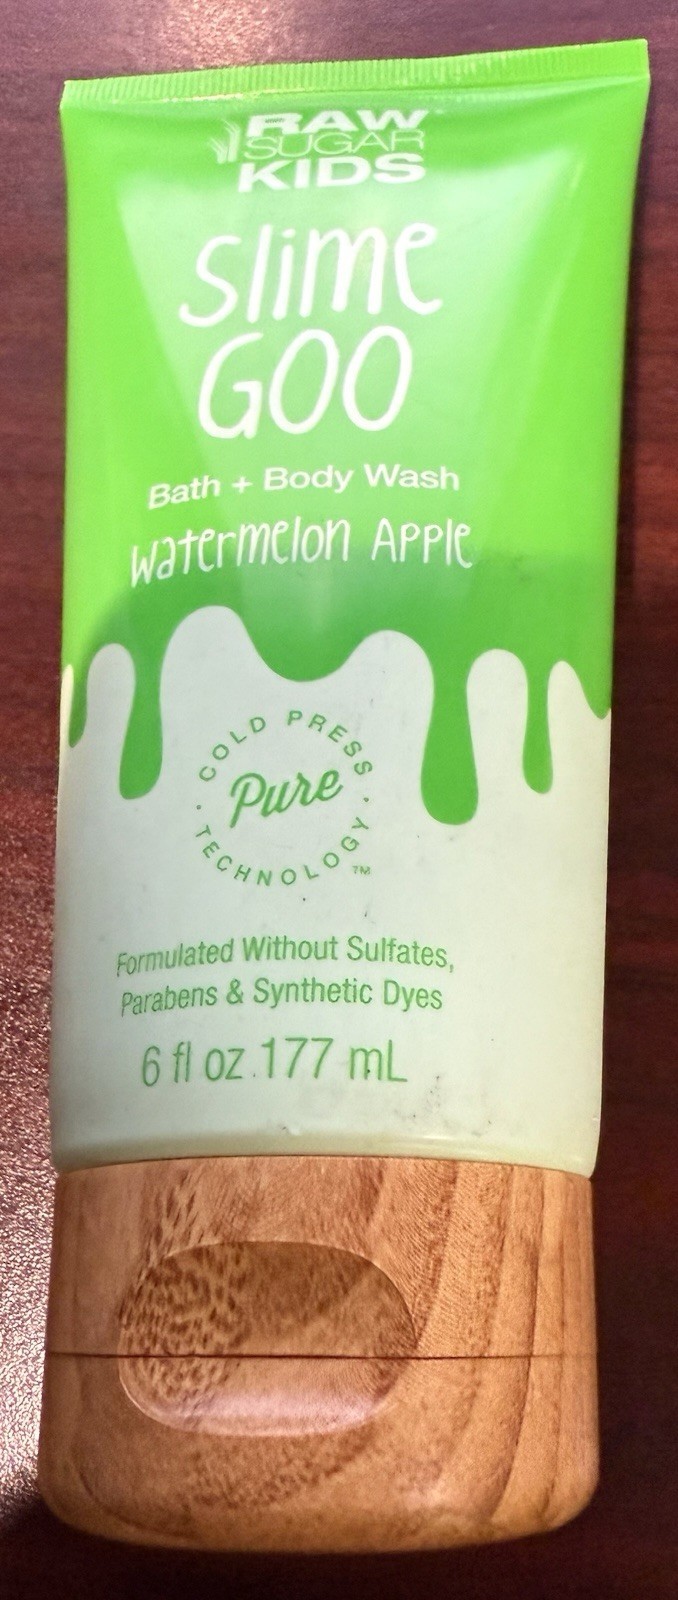 RAW
SUGAR
KIDS
Slime
GOO
Bath + Body Wash
Watermelon Apple
COLD PRESS
Pure
TECHNOLOGY™
Formulated Without Sulfates,
Parabens & Synthetic Dyes
6 fl oz 177 mL